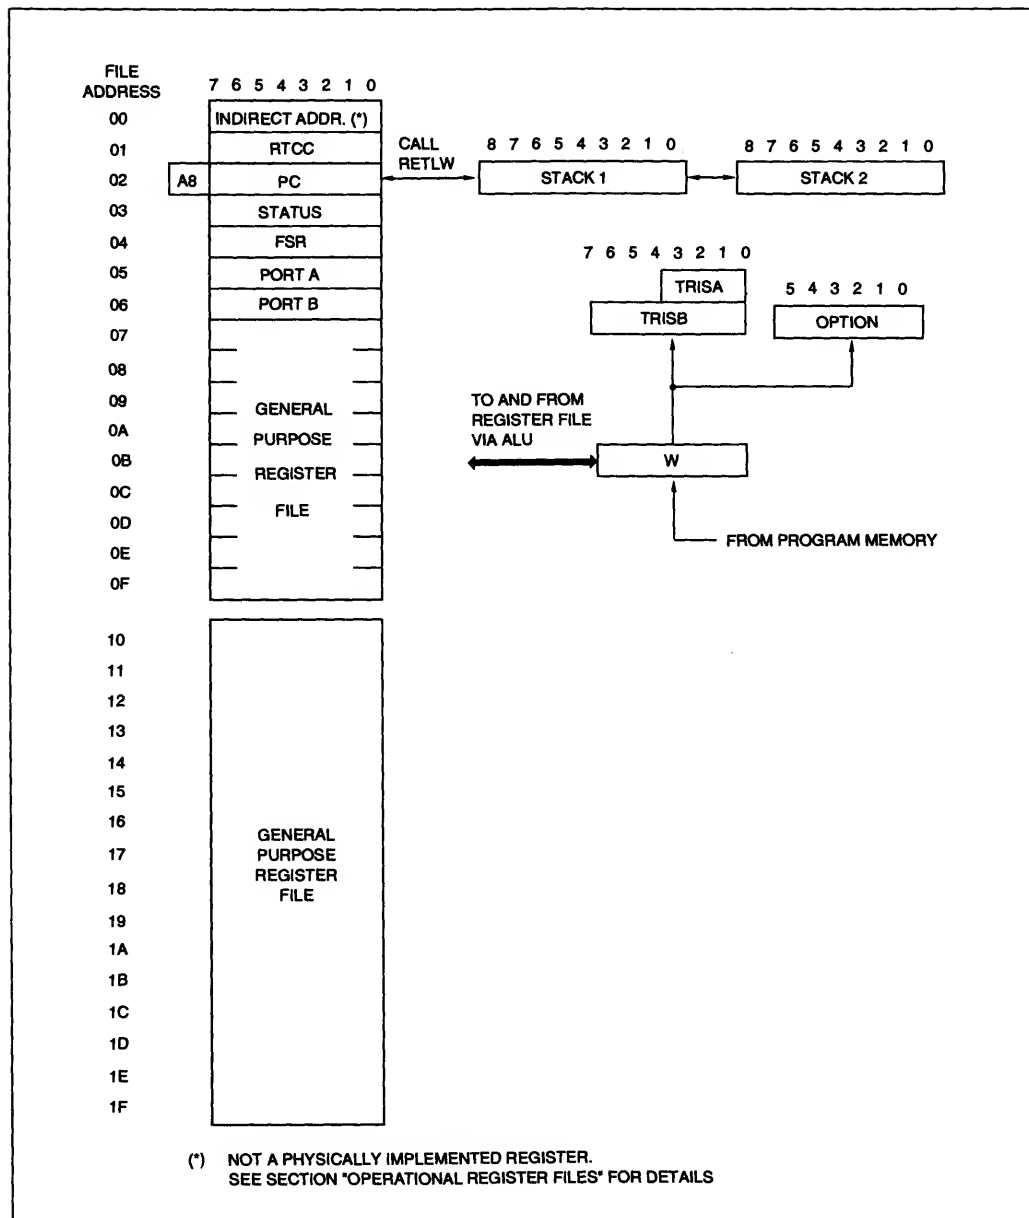 FILE
ADDRESS
7 6 5 4 3 2 1 0
00 INDIRECT ADDR. (*)
01 RTCC
CALL
RETLW
8 7 6 5 4 3 2 1 0
8 7 6 5 4 3 2 1 0
02 A8 PC
STACK 1
STACK 2
03 STATUS
04 FSR
05 PORT A
06 PORT B
07
08
09
0A
0B
0C
0D
0E
0F
GENERAL
PURPOSE
REGISTER
FILE
7 6 5 4 3 2 1 0
TRISA
TRISB
5 4 3 2 1 0
OPTION
TO AND FROM
REGISTER FILE
VIA ALU
W
FROM PROGRAM MEMORY
10
11
12
13
14
15
16
17
18
19
1A
1B
1C
1D
1E
1F
GENERAL
PURPOSE
REGISTER
FILE
(*) NOT A PHYSICALLY IMPLEMENTED REGISTER.
SEE SECTION "OPERATIONAL REGISTER FILES" FOR DETAILS